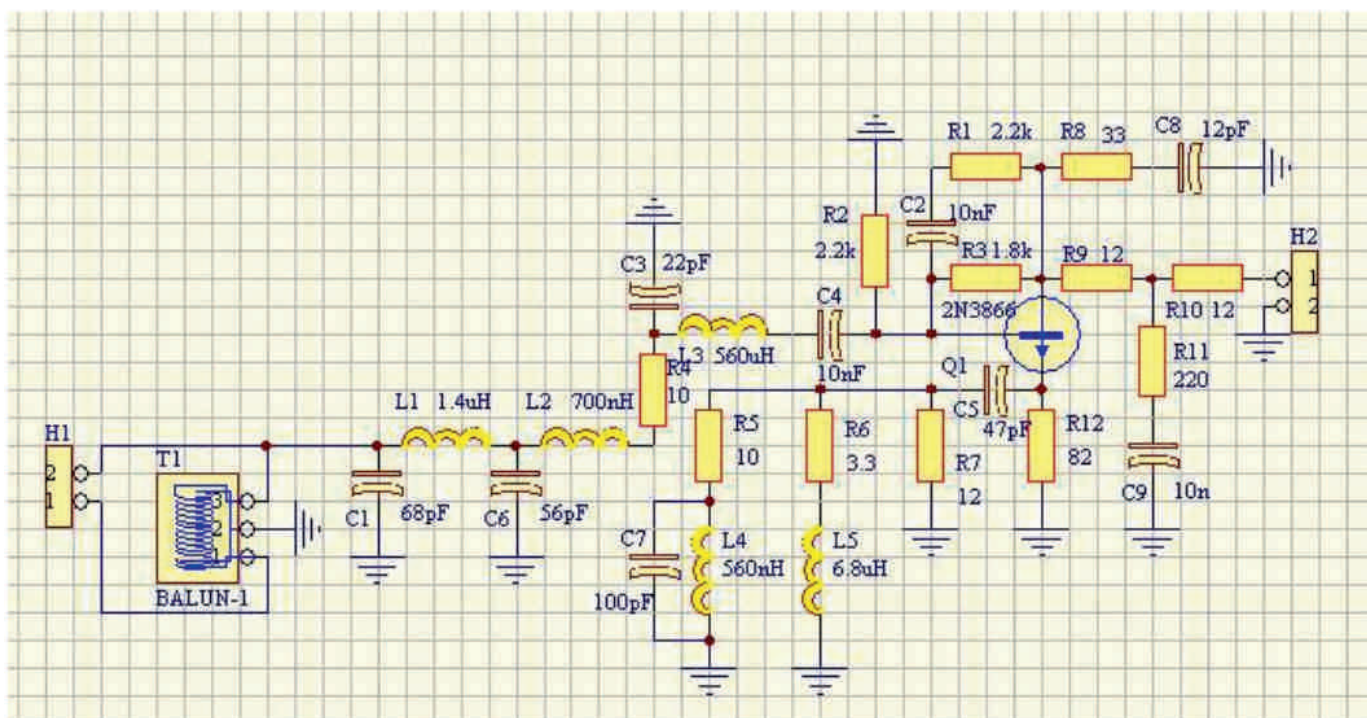 R1 2.2k
R8 33
C8 12pF
R2
2.2k
C2
10nF
H2
C3 22pF
R3 1.8k
R9 12
1
2
C4
2N3866
R10 12
L3 560uH
R4
10
10nF
Q1
R11
220
L1 1.4uH
L2 700nH
C5
47pF
H1
2
1
T1
3
2
1
R5
10
R6
3.3
R7
12
R12
82
C1
68pF
C6
56pF
C9
10n
C7
100pF
L4
560nH
L5
6.8uH
BALUN-1